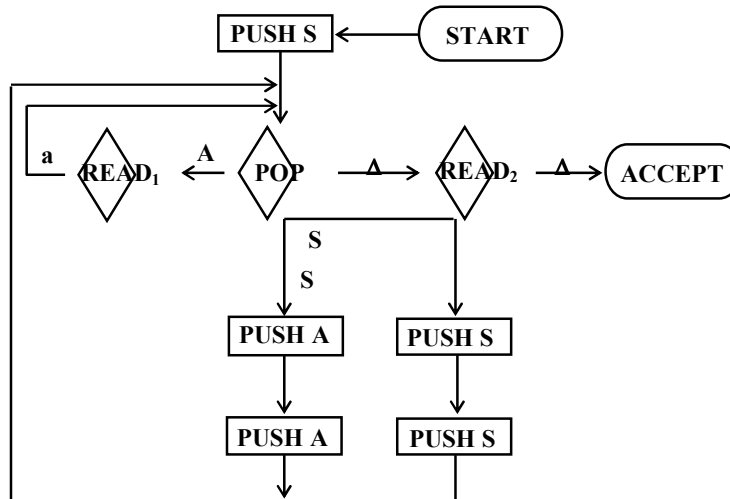 PUSH S
START
a
READ₁
A
POP
Δ
READ₂
Δ
ACCEPT
S
S
PUSH A
PUSH S
PUSH A
PUSH S